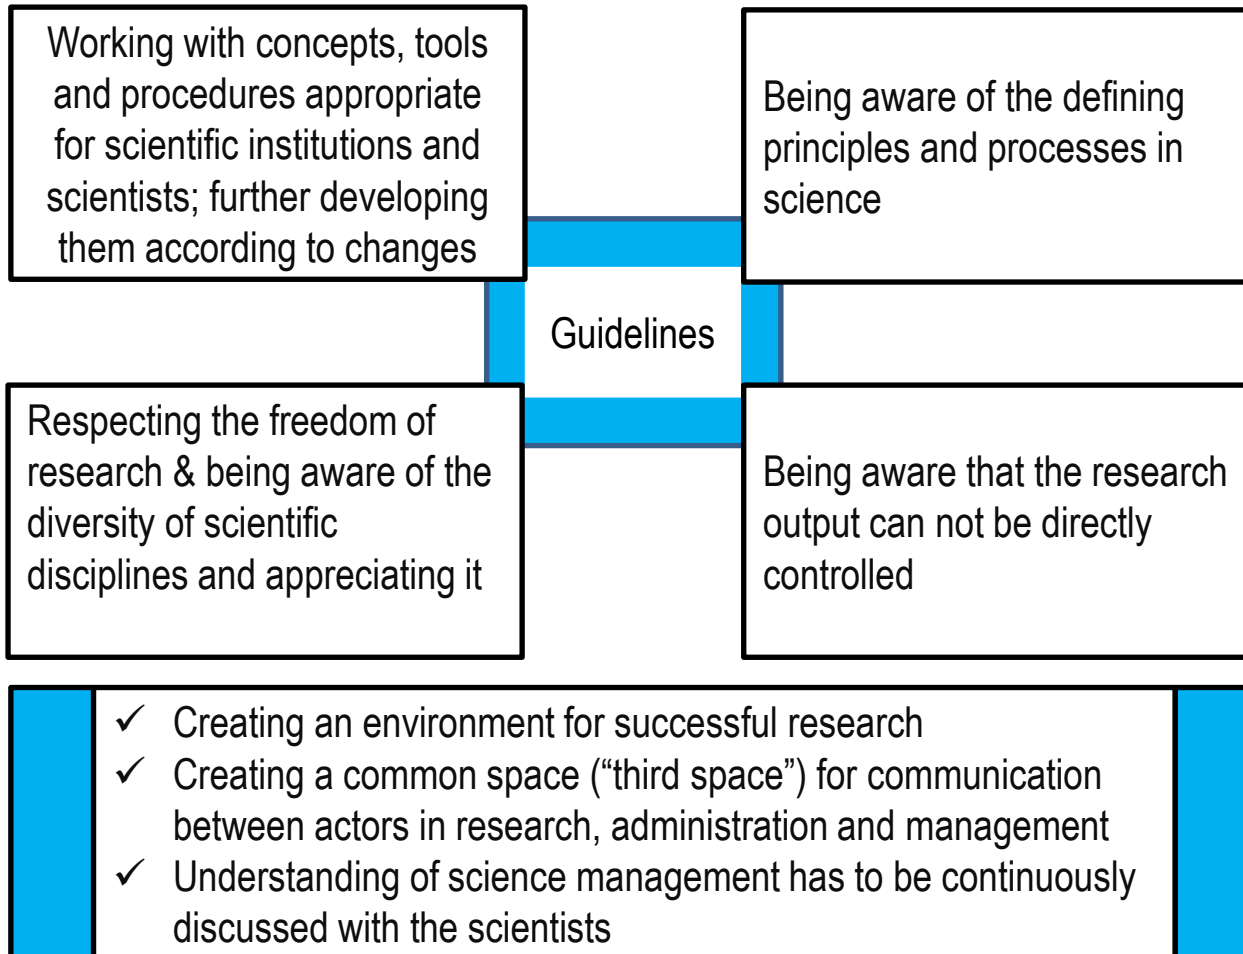 Working with concepts, tools
and procedures appropriate
for scientific institutions and
scientists; further developing
them according to changes
Being aware of the defining
principles and processes in
science
Guidelines
Respecting the freedom of
research & being aware of the
diversity of scientific
disciplines and appreciating it
Being aware that the research
output can not be directly
controlled
✓ Creating an environment for successful research
✓ Creating a common space (“third space”) for communication
between actors in research, administration and management
✓ Understanding of science management has to be continuously
discussed with the scientists